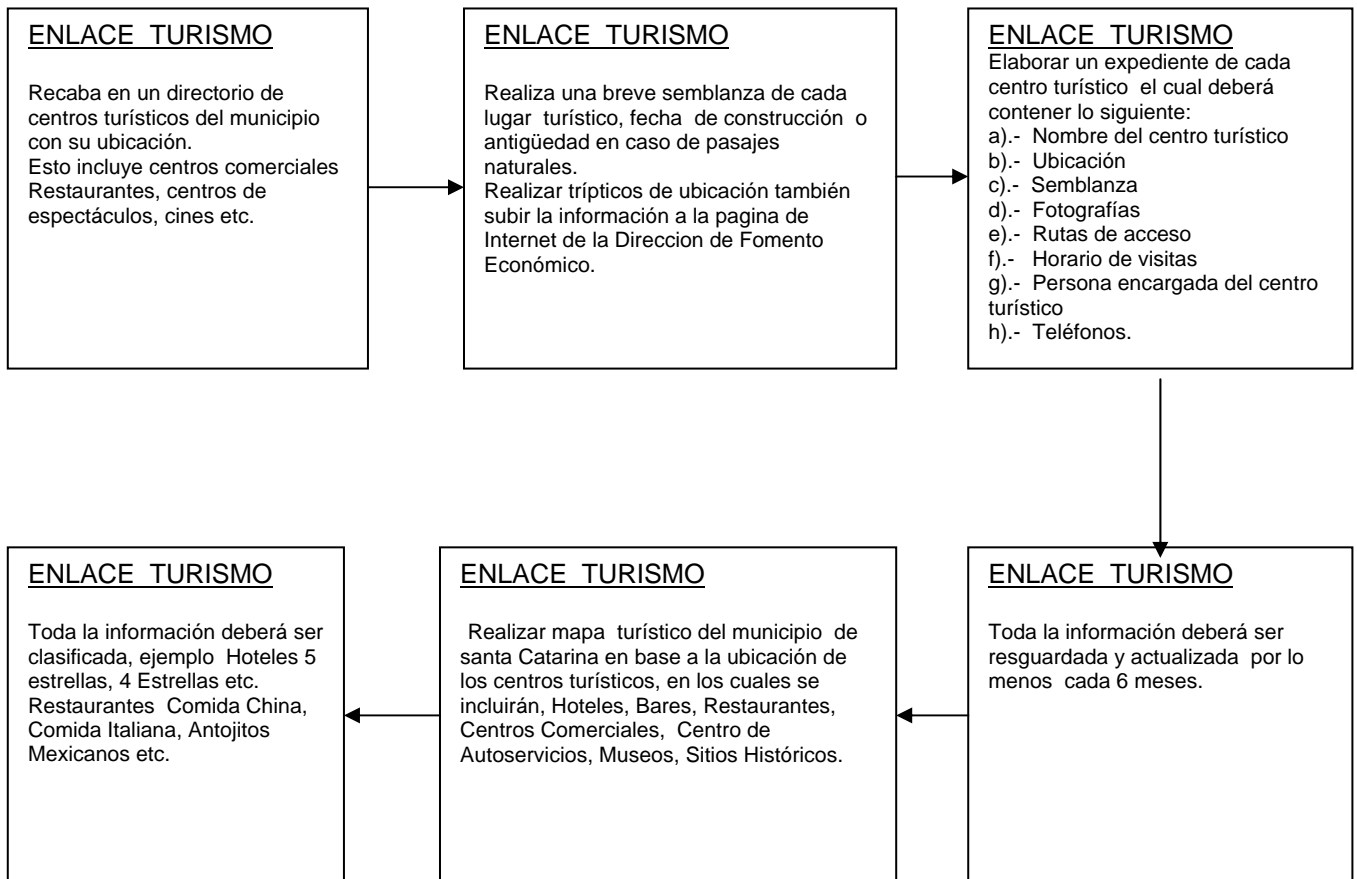 ENLACE TURISMO
Recaba en un directorio de
centros turísticos del municipio
con su ubicación.
Esto incluye centros comerciales
Restaurantes, centros de
espectáculos, cines etc.
ENLACE TURISMO
Realiza una breve semblanza de cada
lugar turístico, fecha de construcción o
antigüedad en caso de pasajes
naturales.
Realizar trípticos de ubicación también
subir la información a la pagina de
Internet de la Direccion de Fomento
Económico.
ENLACE TURISMO
Elaborar un expediente de cada
centro turístico el cual deberá
contener lo siguiente:
a).- Nombre del centro turístico
b).- Ubicación
c).- Semblanza
d).- Fotografías
e).- Rutas de acceso
f).- Horario de visitas
g).- Persona encargada del centro
turístico
h).- Teléfonos.
ENLACE TURISMO
Toda la información deberá ser
resguardada y actualizada por lo
menos cada 6 meses.
ENLACE TURISMO
Realizar mapa turístico del municipio de
santa Catarina en base a la ubicación de
los centros turísticos, en los cuales se
incluirán, Hoteles, Bares, Restaurantes,
Centros Comerciales, Centro de
Autoservicios, Museos, Sitios Históricos.
ENLACE TURISMO
Toda la información deberá ser
clasificada, ejemplo Hoteles 5
estrellas, 4 Estrellas etc.
Restaurantes Comida China,
Comida Italiana, Antojitos
Mexicanos etc.